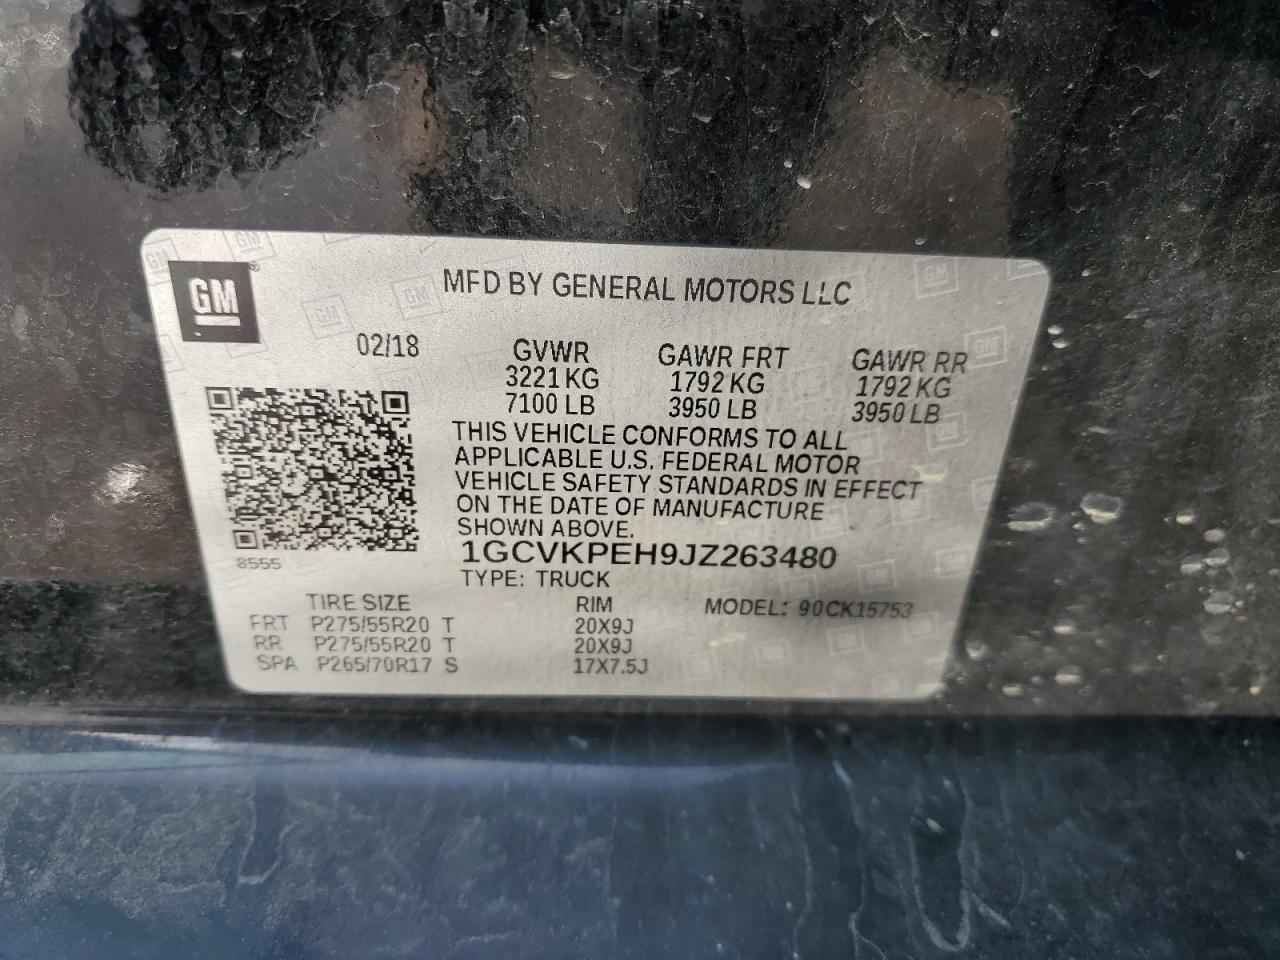 GM
MFD BY GENERAL MOTORS LLC
02/18 GVWR GAWR FRT GAWR RR
3221 KG 1792 KG 1792 KG
7100 LB 3950 LB 3950 LB
THIS VEHICLE CONFORMS TO ALL
APPLICABLE U.S. FEDERAL MOTOR
VEHICLE SAFETY STANDARDS IN EFFECT
ON THE DATE OF MANUFACTURE
SHOWN ABOVE.
8555
1GCVKPEH9JZ263480
TYPE: TRUCK
TIRE SIZE RIM MODEL: 90CK15753
FRT P275/55R20 T 20X9J
RR P275/55R20 T 20X9J
SPA P265/70R17 S 17X7.5J